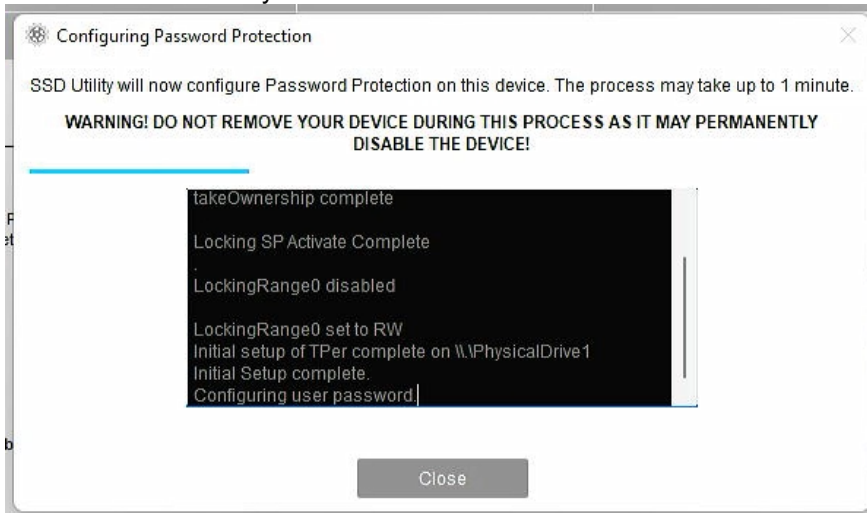 Configuring Password Protection
SSD Utility will now configure Password Protection on this device. The process may take up to 1 minute.
WARNING! DO NOT REMOVE YOUR DEVICE DURING THIS PROCESS AS IT MAY PERMANENTLY
DISABLE THE DEVICE!
takeOwnership complete
Locking SP Activate Complete
.
LockingRange0 disabled
LockingRange0 set to RW
Initial setup of TPer complete on \\.\PhysicalDrive1
Initial Setup complete.
Configuring user password.
Close